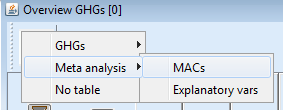 Overview GHGs [0]
GHGs
Meta analysis
MACs
No table
Explanatory vars